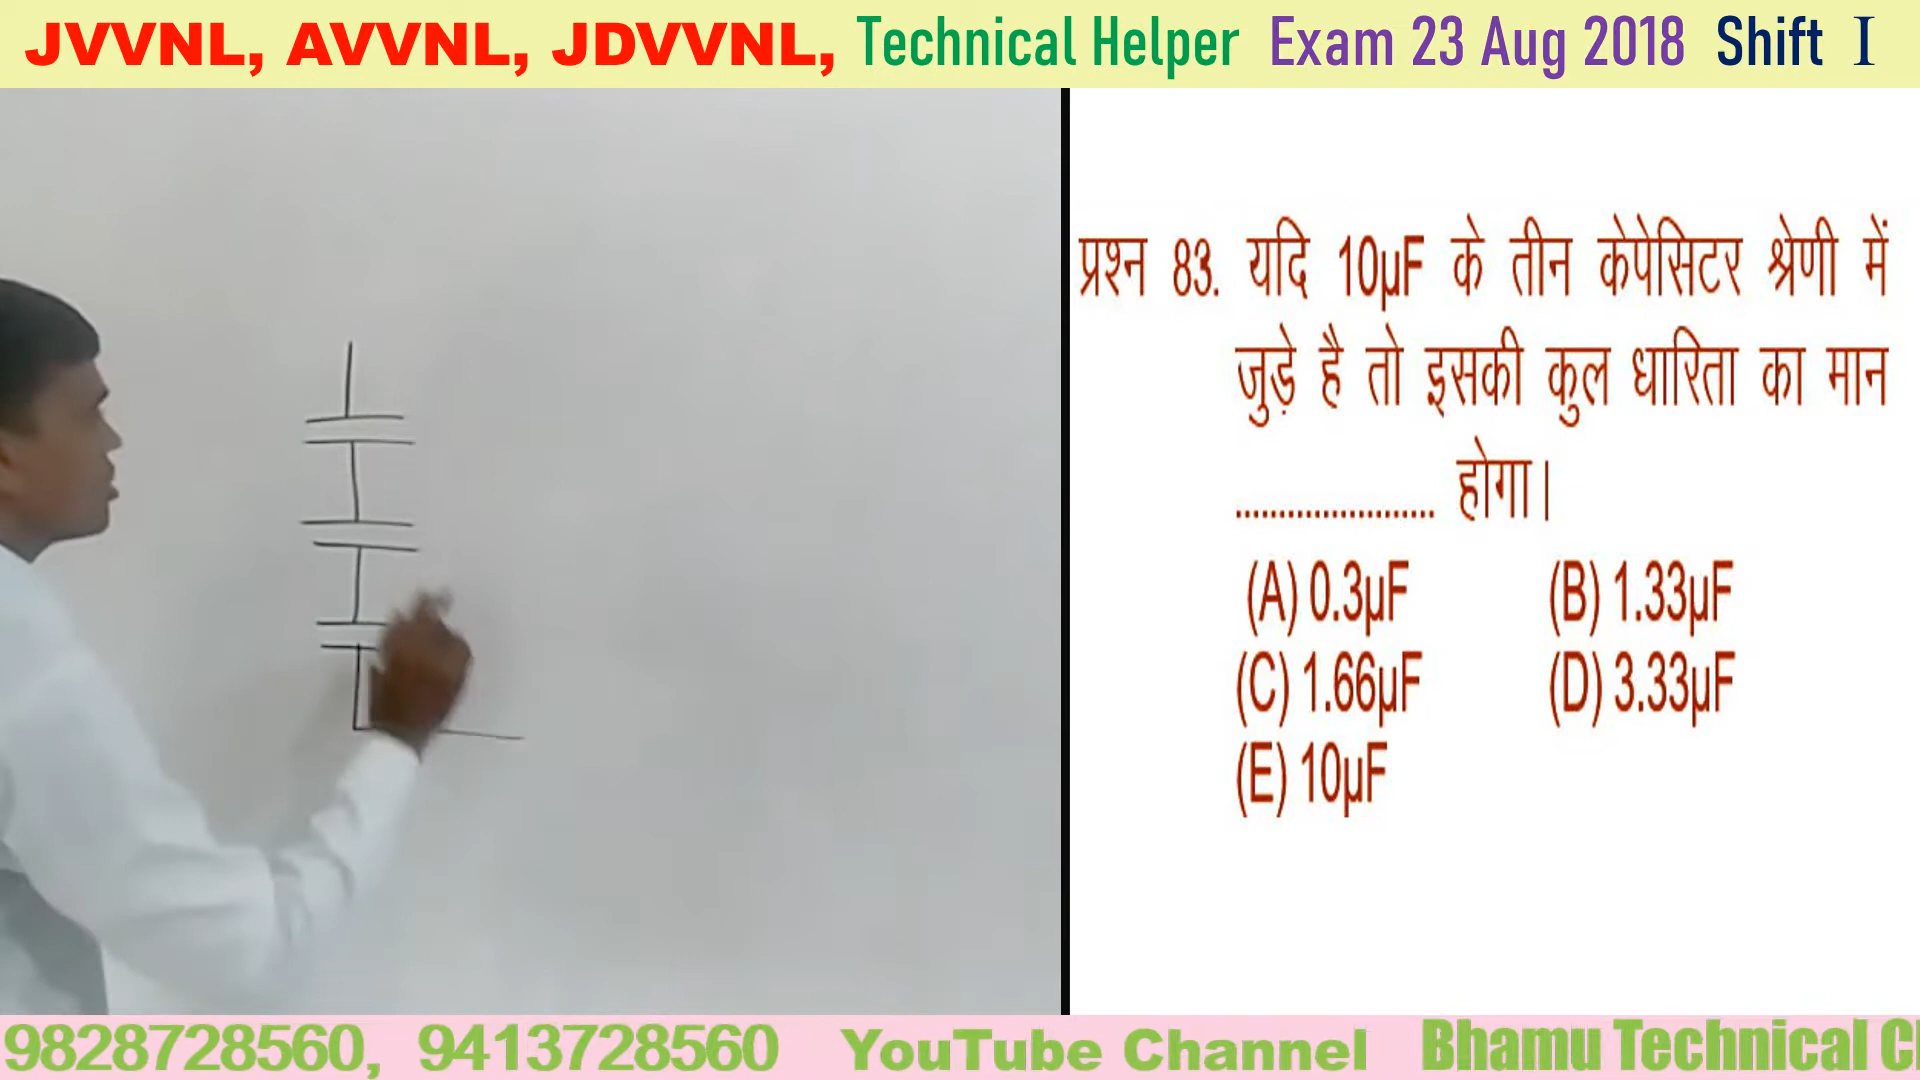 JVVNL, AVVNL, JDVVNL, Technical Helper Exam 23 Aug 2018 Shift I
प्रश्न 83. यदि 10µF के तीन केपेसिटर श्रेणी में
जुड़े है तो इसकी कुल धारिता का मान
....................... होगा।
(A) 0.3µF (B) 1.33µF
(C) 1.66µF (D) 3.33µF
(E) 10µF
9828728560, 9413728560 YouTube Channel Bhamu Technical